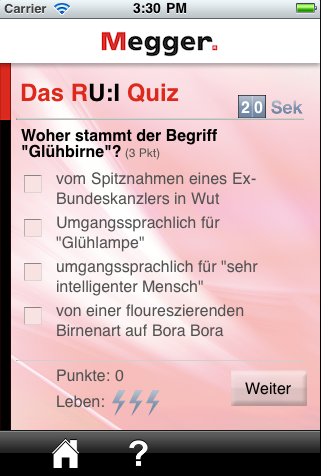 Carrier 3:30 PM
Megger.
Das RU:I Quiz
20 Sek
Woher stammt der Begriff
"Glühbirne"? (3 Pkt)
vom Spitznahmen eines Ex-
Bundeskanzlers in Wut
Umgangssprachlich für
"Glühlampe"
umgangssprachlich für "sehr
intelligenter Mensch"
von einer floureszierenden
Birnenart auf Bora Bora
Punkte: 0
Leben:
Weiter
?